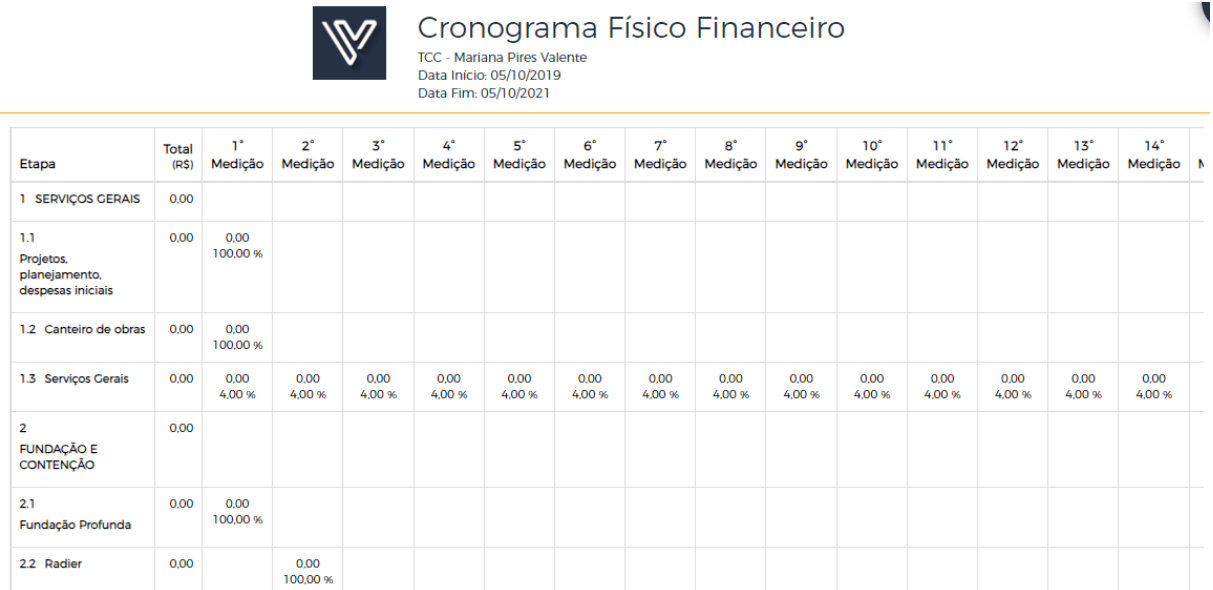 Cronograma Físico Financeiro
TCC - Mariana Pires Valente
Data Início: 05/10/2019
Data Fim: 05/10/2021
Etapa Total (R$) 1° Medição 2° Medição 3° Medição 4° Medição 5° Medição 6° Medição 7° Medição 8° Medição 9° Medição 10° Medição 11° Medição 12° Medição 13° Medição 14° Medição
1 SERVIÇOS GERAIS 0,00
1.1 0,00 0,00
Projetos, 100,00 %
planejamento,
despesas iniciais
1.2 Canteiro de obras 0,00 0,00
100,00 %
1.3 Serviços Gerais 0,00 0,00 0,00 0,00 0,00 0,00 0,00 0,00 0,00 0,00 0,00 0,00 0,00 0,00 0,00
4,00 % 4,00 % 4,00 % 4,00 % 4,00 % 4,00 % 4,00 % 4,00 % 4,00 % 4,00 % 4,00 % 4,00 % 4,00 % 4,00 %
2 0,00
FUNDAÇÃO E
CONTENÇÃO
2.1 0,00 0,00
Fundação Profunda 100,00 %
2.2 Radier 0,00 0,00
100,00 %